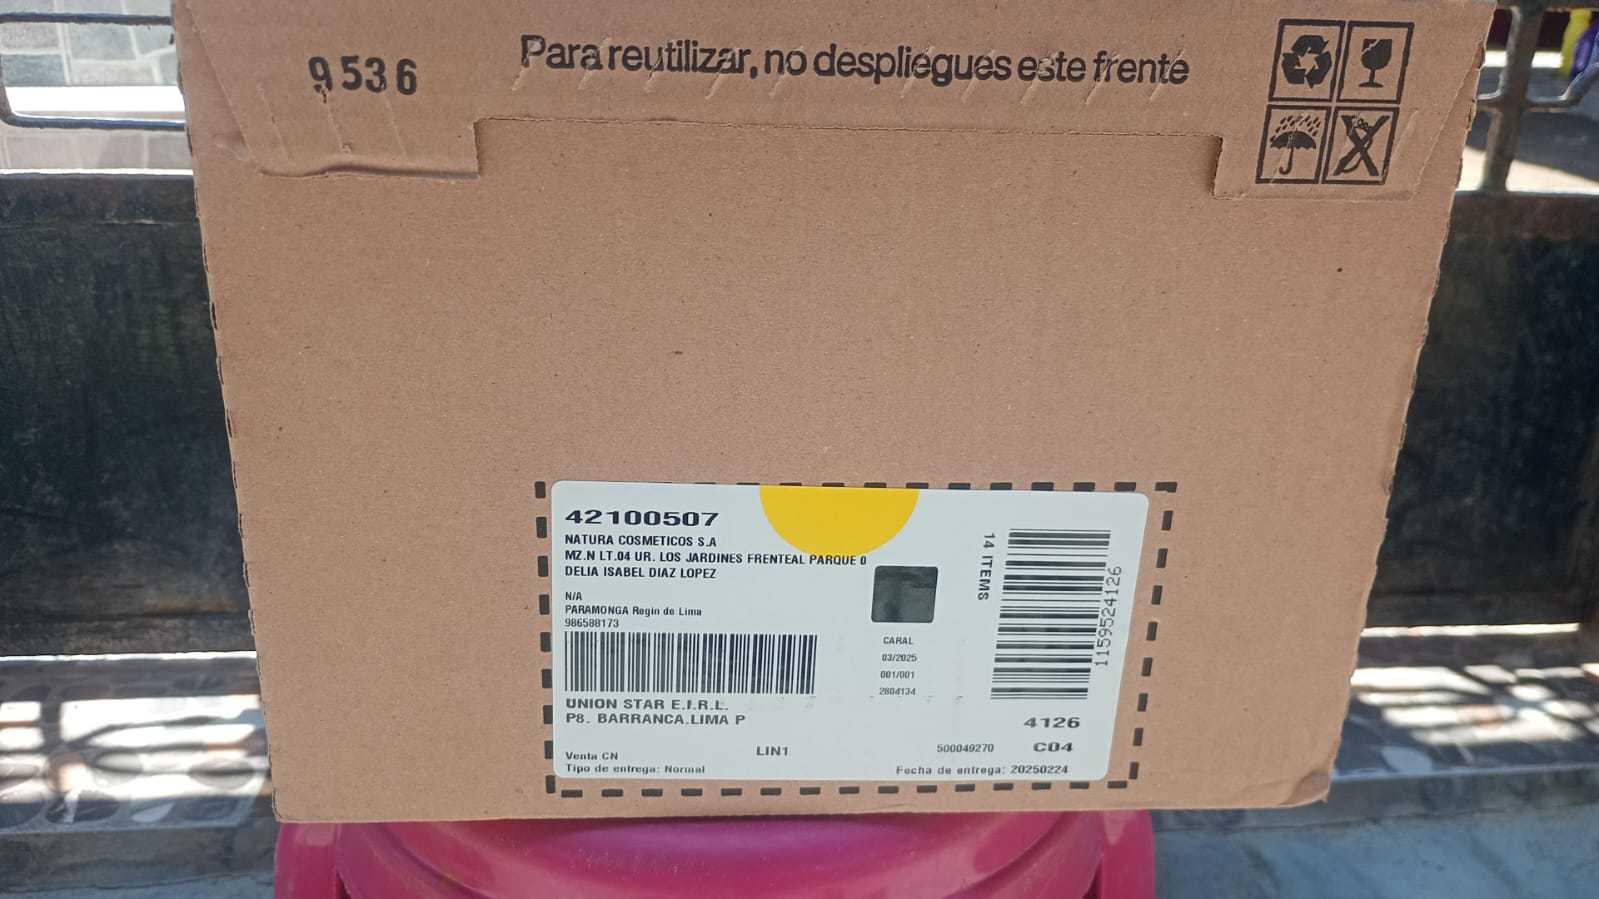 9536
Para reutilizar, no despliegues este frente
42100507
NATURA COSMETICOS S.A
MZ.N LT.04 UR. LOS JARDINES FRENTEAL PARQUE 0
DELIA ISABEL DIAZ LOPEZ
N/A
PARAMONGA Regin de Lima
986588173
UNION STAR E.I.R.L.
P8. BARRANCA.LIMA P
Venta CN
Tipo de entrega: Normal
LIN1
CARAL
03/2025
001/001
2804134
14 ITEMS
1159524126
4126
500049270 C04
Fecha de entrega: 20250224